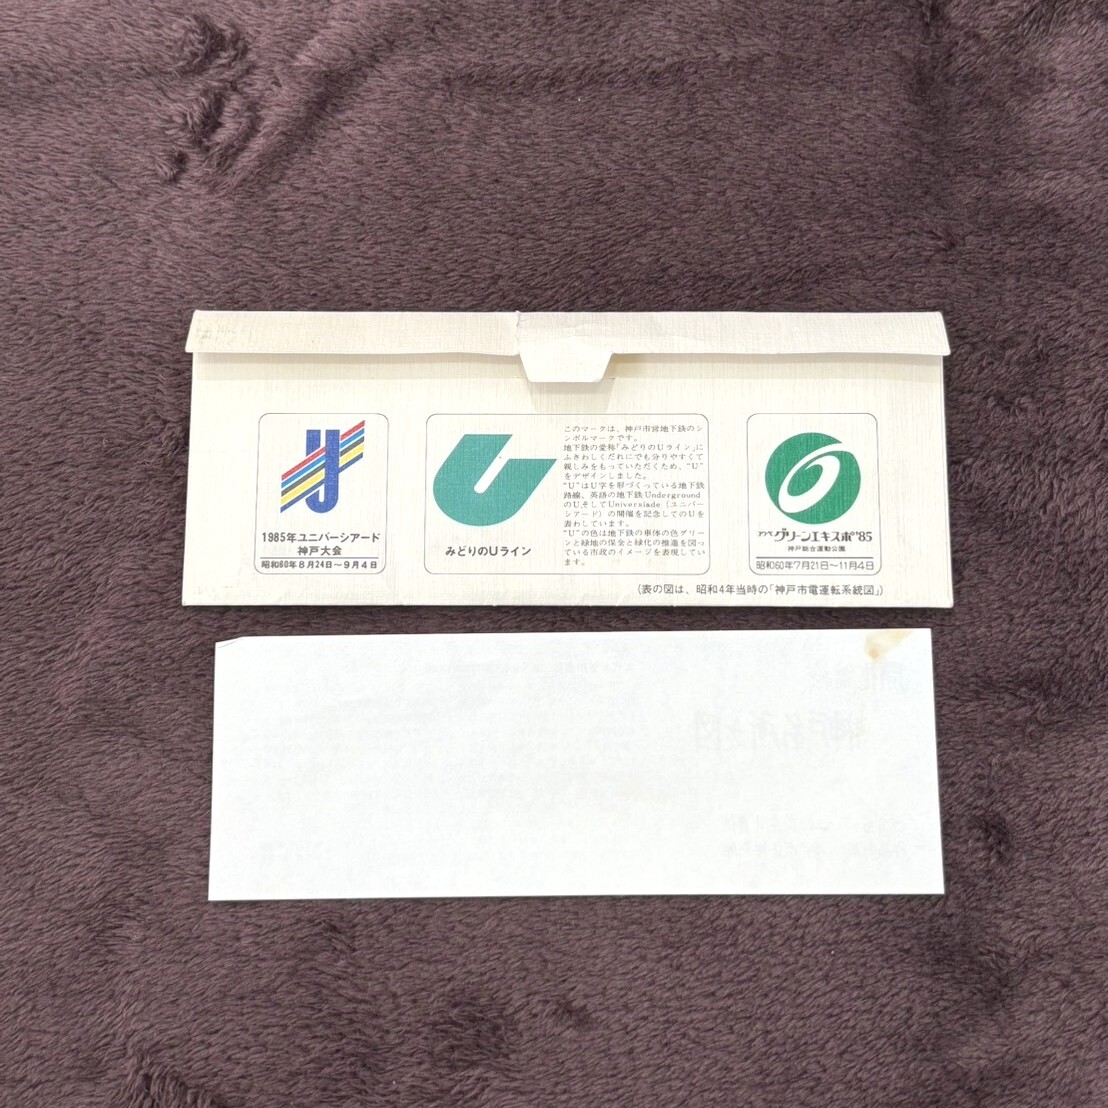 1985年ユニバーシアード
神戸大会
昭和60年8月24日～9月4日
みどりのUライン
このマークは、神戸市営地下鉄のシ
ンボルマークです。
地下鉄の愛称「みどりのUライン」に
ふさわしくだれにでも分りやすくて
親しみをもっていただくため、“U”
をデザインしました。
“U”はU字を形づくっている地下鉄
路線、英語の地下鉄Underground
のU、そしてUniversiade（ユニバー
シアード）の開催を記念してのUを
表わしています。
“U”の色は地下鉄の車体の色グリー
ンと緑地の保全と緑化の推進を図っ
ている市政のイメージを表現してい
ます。
コウベグリーンエキスポ'85
神戸総合運動公園
昭和60年7月21日～11月4日
(表の図は、昭和4年当時の「神戸市電運転系統図」)